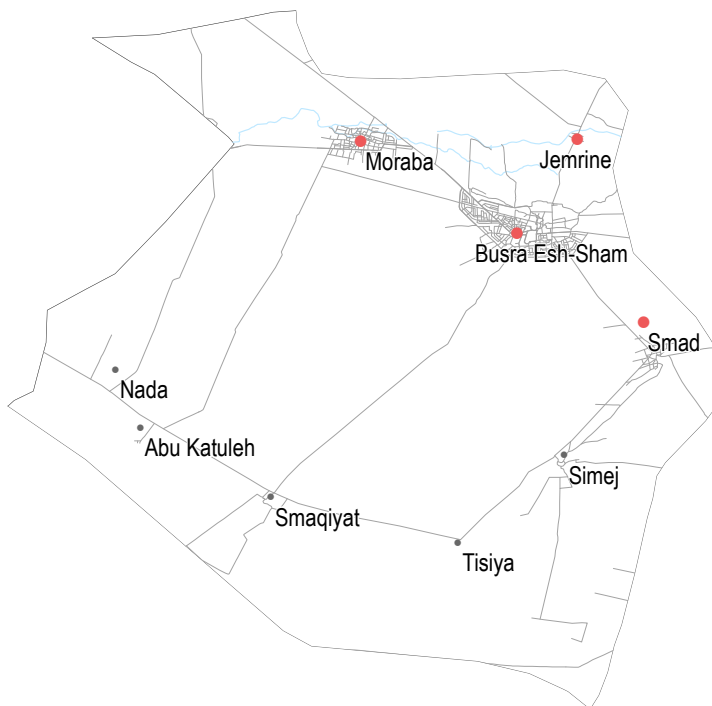 Moraba
Jemrine
Busra Esh-Sham
Smad
Nada
Abu Katuleh
Simej
Smaqiyat
Tisiya